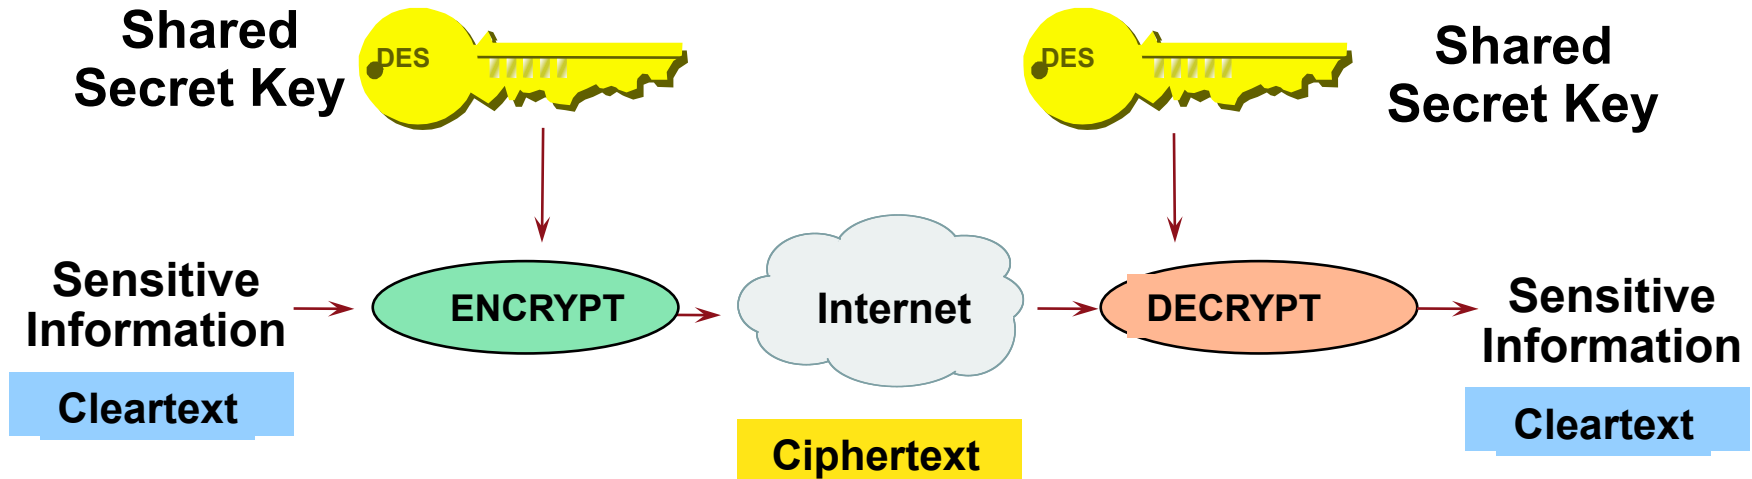 Shared
Secret Key
DES
DES
Shared
Secret Key
Sensitive
Information
Cleartext
ENCRYPT
Internet
Ciphertext
DECRYPT
Sensitive
Information
Cleartext